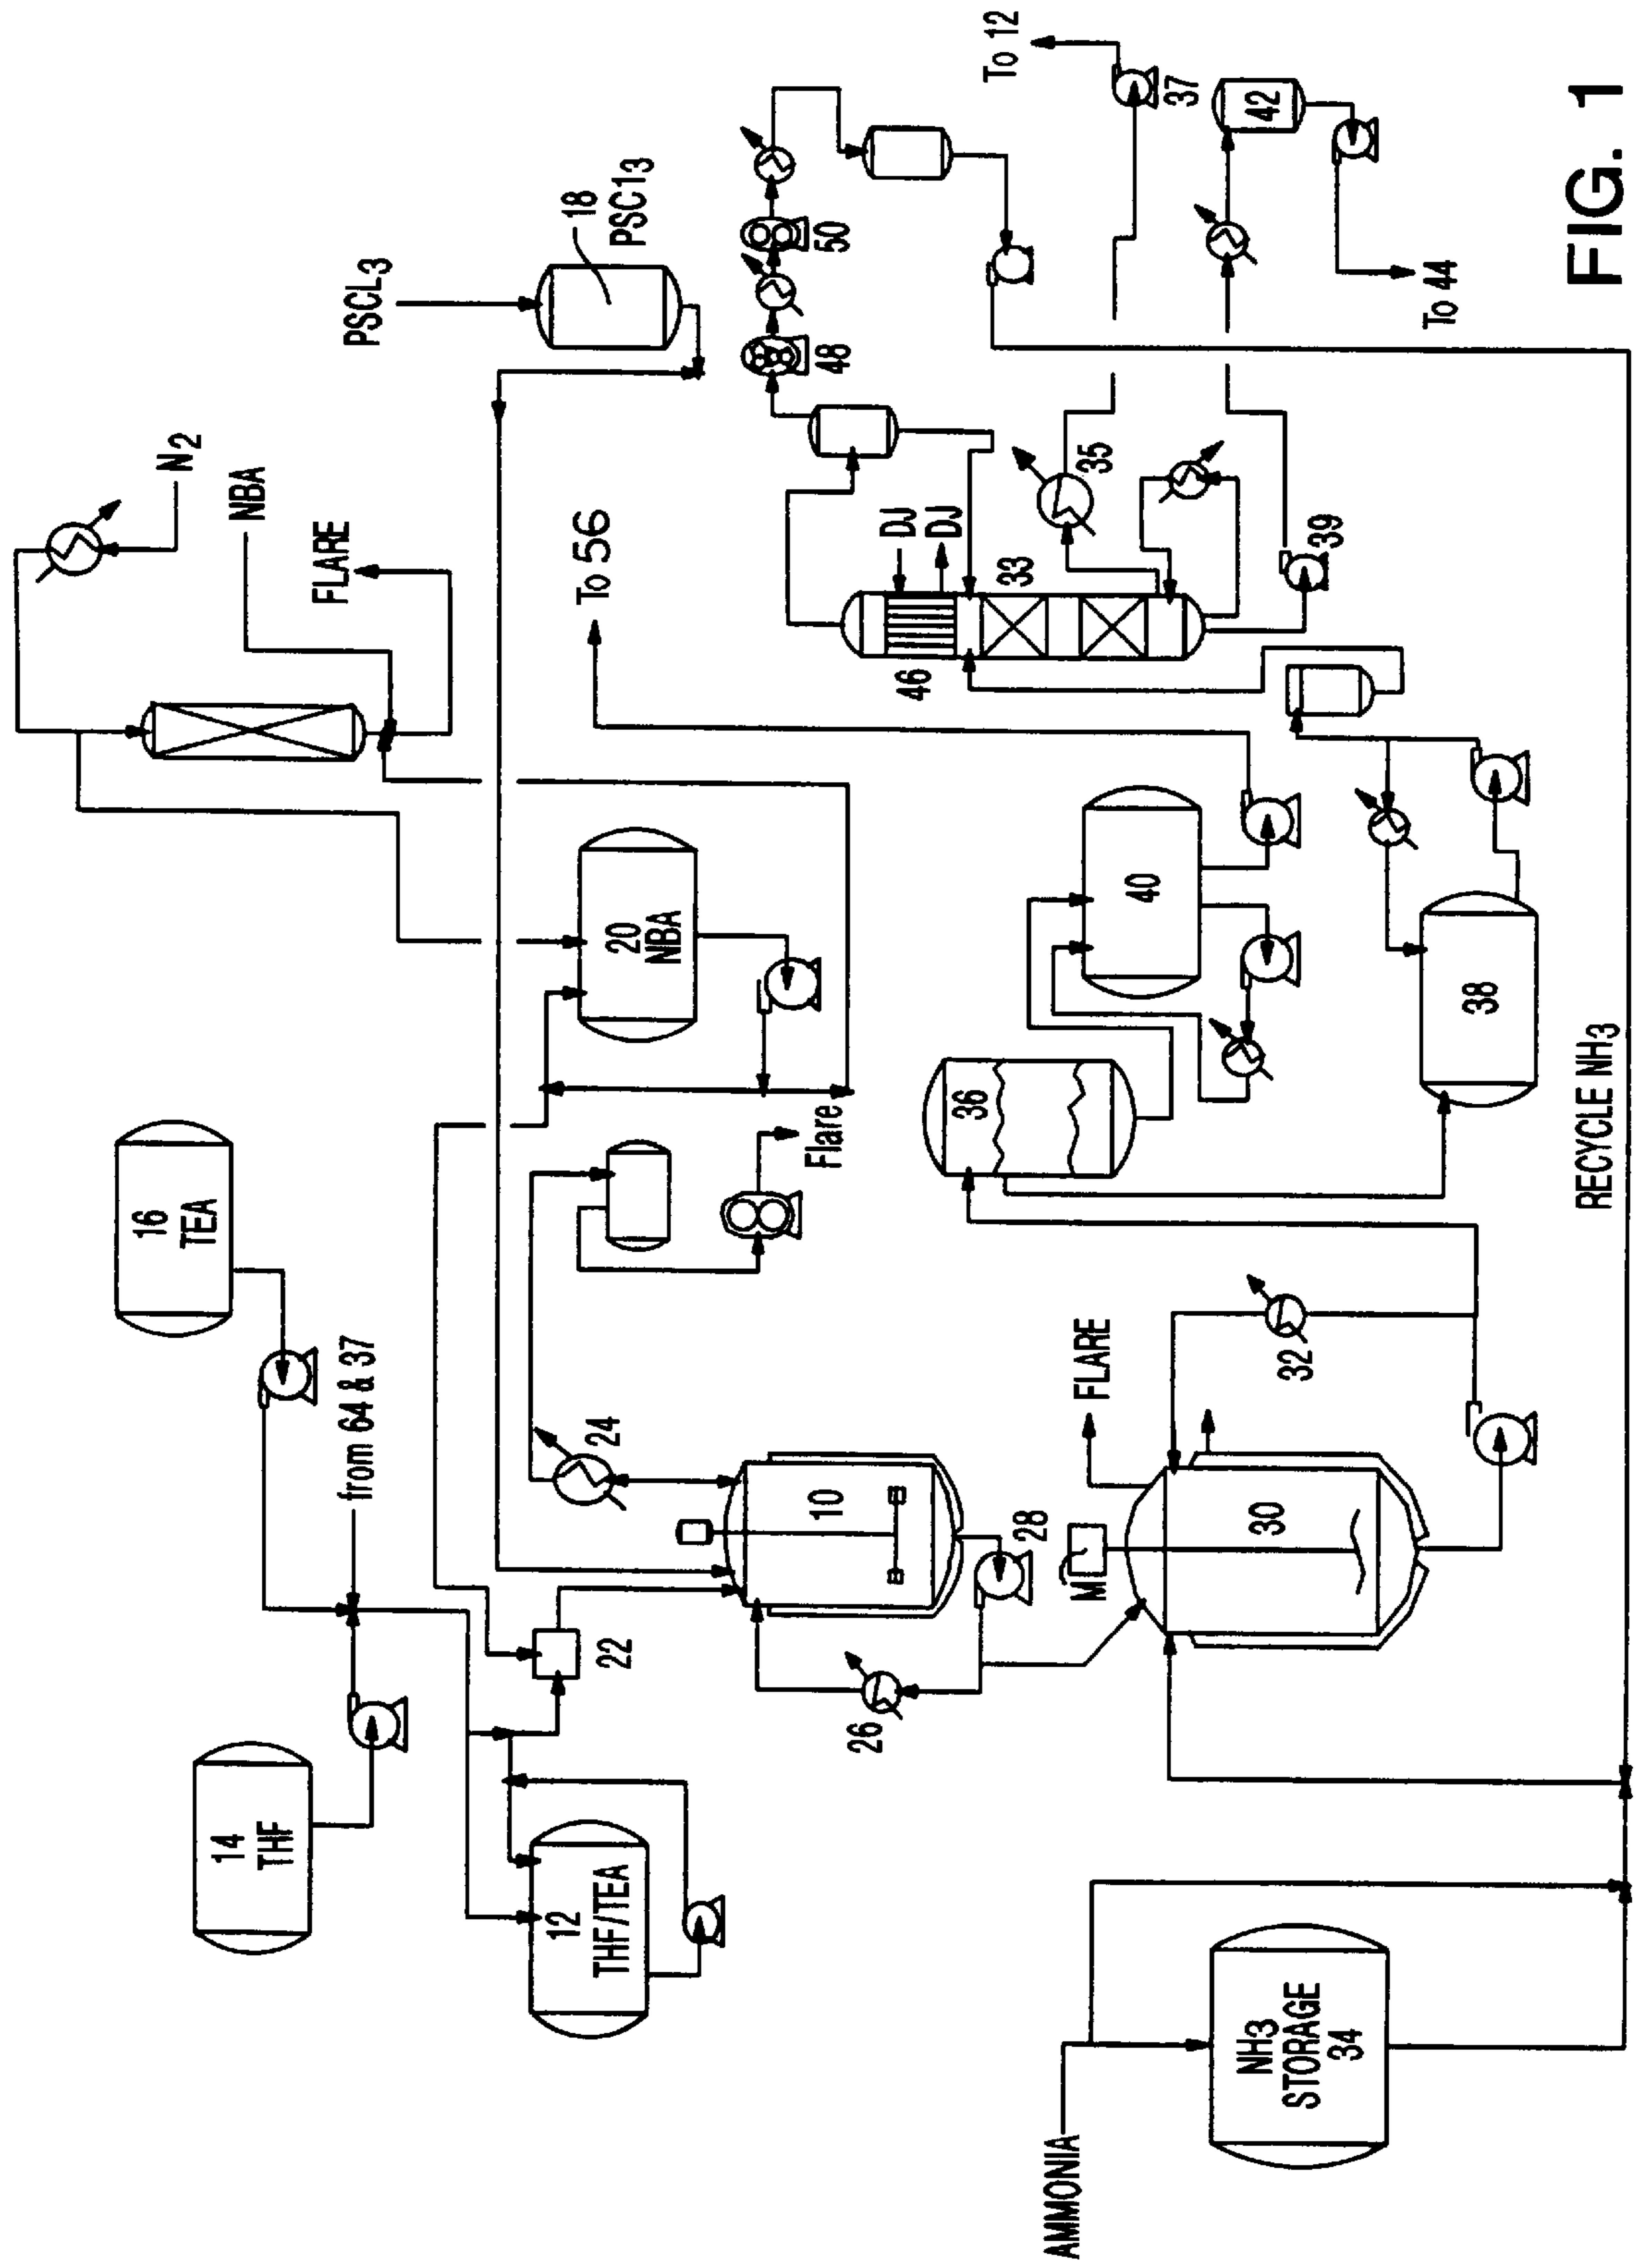 16
TEA
N2
NBA
14
THF
FLARE
from 64 & 37
PSCL3
12
THF/TEA
22
24
20
NBA
To 56
18
PSC13
Flare
10
26
28
48
50
DJ
46
DJ
36
33
To 12
AMMONIA
M
FLARE
35
37
40
30
32
39
42
NH3
STORAGE
34
38
To 44
RECYCLE NH3
FIG. 1